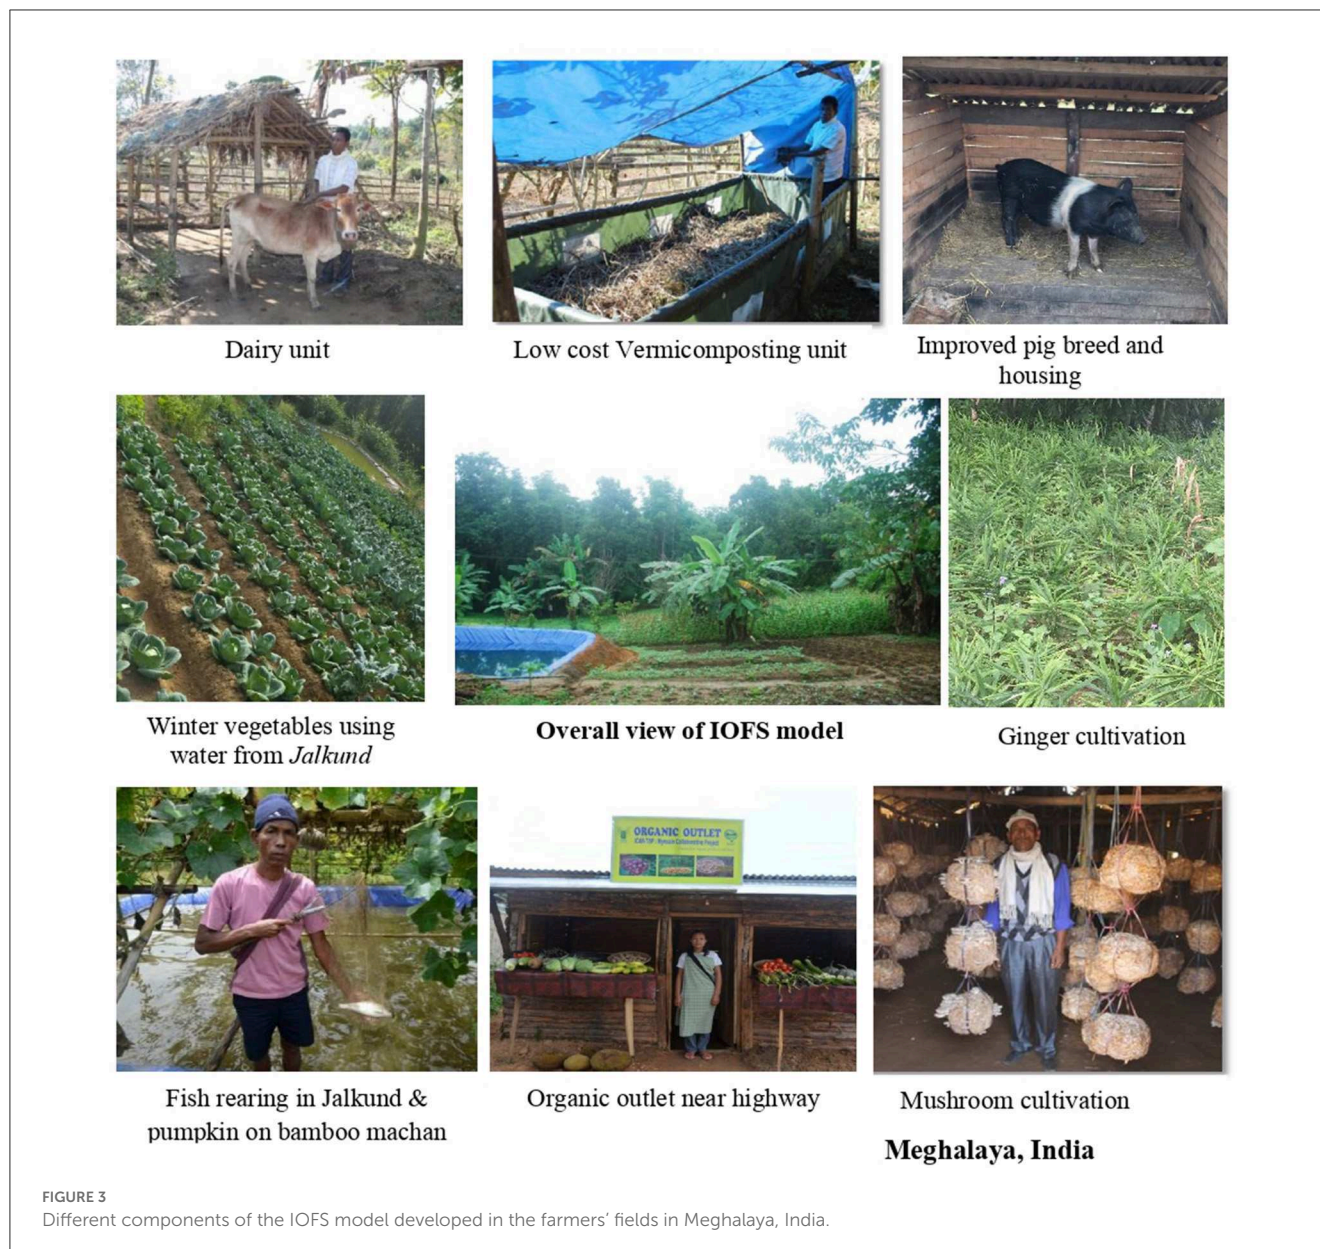 Dairy unit
Low cost Vermicomposting unit
Improved pig breed and
housing
Winter vegetables using
water from Jalkund
Overall view of IOFS model
Ginger cultivation
ORGANIC OUTLET
Fish rearing in Jalkund &
pumpkin on bamboo machan
Organic outlet near highway
Mushroom cultivation
Meghalaya, India
FIGURE 3
Different components of the IOFS model developed in the farmers’ fields in Meghalaya, India.